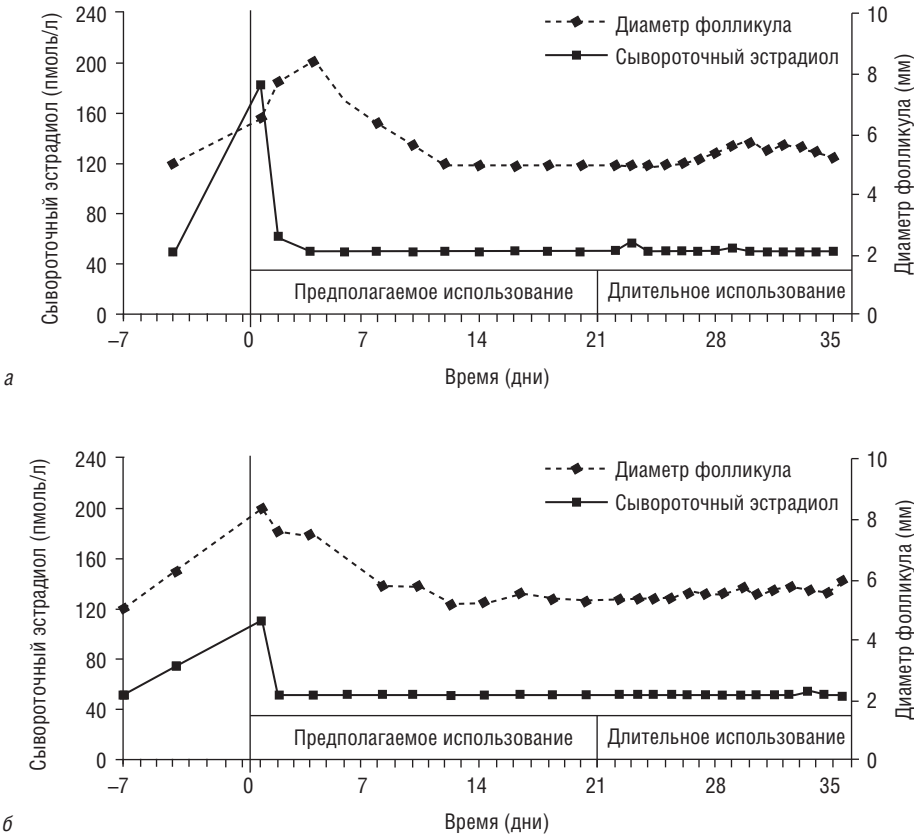 240
200
160
120
80
40
0
Сывороточный эстрадиол (пмоль/л)
Диаметр фолликула
Сывороточный эстрадиол
10
8
6
4
2
0
Диаметр фолликула (мм)
Предполагаемое использование
Длительное использование
–7 0 7 14 21 28 35
Время (дни)
а
240
200
160
120
80
40
0
Сывороточный эстрадиол (пмоль/л)
Диаметр фолликула
Сывороточный эстрадиол
10
8
6
4
2
0
Диаметр фолликула (мм)
Предполагаемое использование
Длительное использование
–7 0 7 14 21 28 35
Время (дни)
б